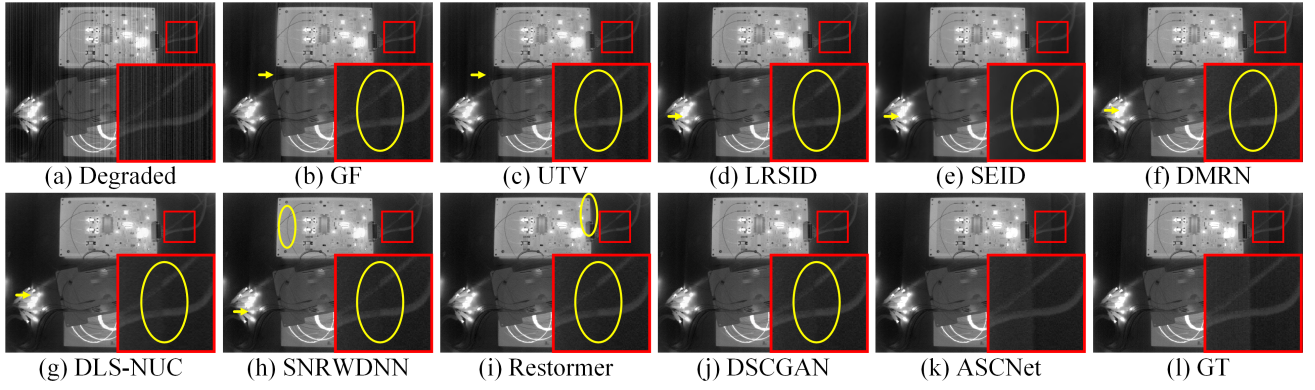 (a) Degraded (b) GF (c) UTV (d) LRSID (e) SEID (f) DMRN
(g) DLS-NUC (h) SNRWDNN (i) Restormer (j) DSCGAN (k) ASCNet (l) GT